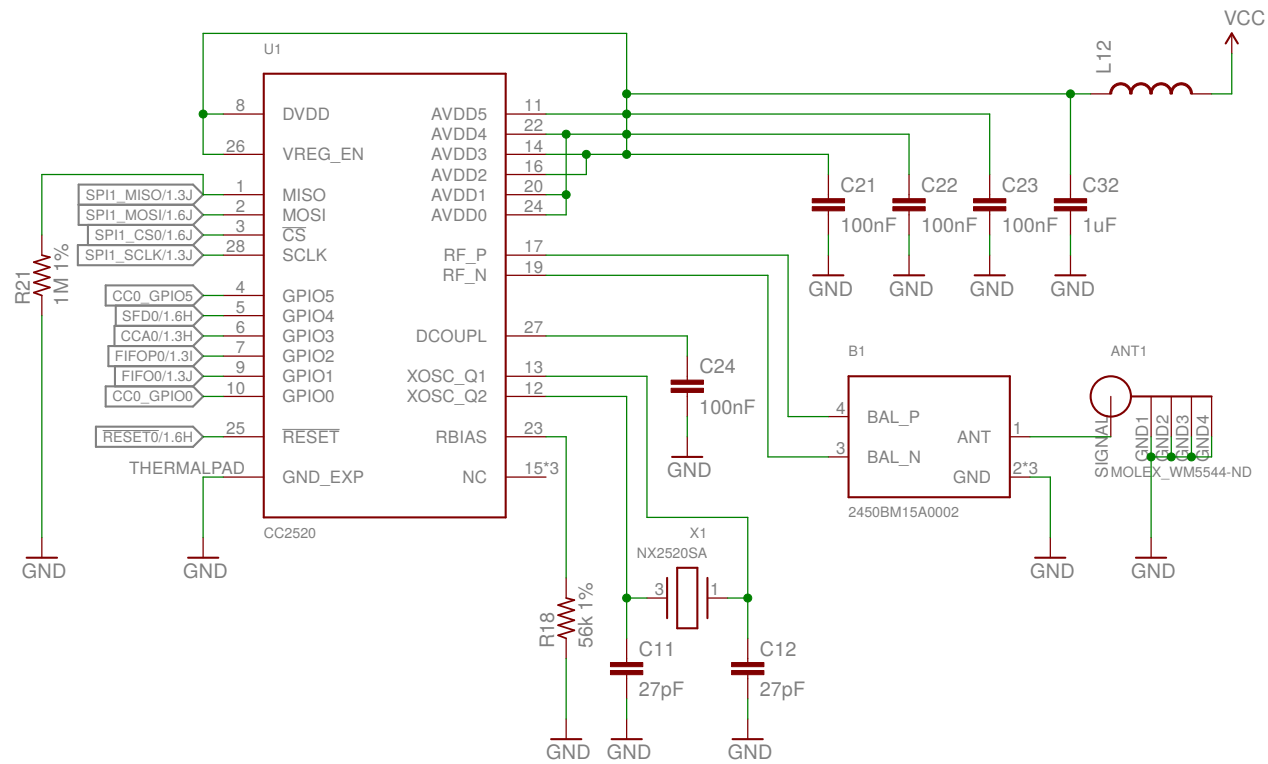 VCC
L12
U1
8 DVDD AVDD5 11
AVDD4 22
26 VREG_EN AVDD3 14
AVDD2 16
SPI1_MISO/1.3J 1 MISO AVDD1 20
SPI1_MOSI/1.6J 2 MOSI AVDD0 24
SPI1_CS0/1.6J 3 CS
SPI1_SCLK/1.3J 28 SCLK RF_P 17
RF_N 19
C21 100nF
C22 100nF
C23 100nF
C32 1uF
GND GND GND GND
R21 1M 1%
CC0_GPIO5 4 GPIO5
SFD0/1.6H 5 GPIO4
CCA0/1.3H 6 GPIO3 DCOUPL 27
FIFOP0/1.3I 7 GPIO2
FIFO0/1.3J 9 GPIO1 XOSC_Q1 13
CC0_GPIO0 10 GPIO0 XOSC_Q2 12
RESET0/1.6H 25 RESET RBIAS 23
THERMALPAD GND_EXP NC 15*3
CC2520
C24
100nF
GND
B1
4 BAL_P
3 BAL_N
ANT 1
GND 2*3
2450BM15A0002
ANT1
SIGNAL
GND1
GND2
GND3
GND4
MOLEX_WM5544-ND
GND GND GND GND
X1
NX2520SA
3 1
R18
56k 1%
C11
27pF
C12
27pF
GND GND GND